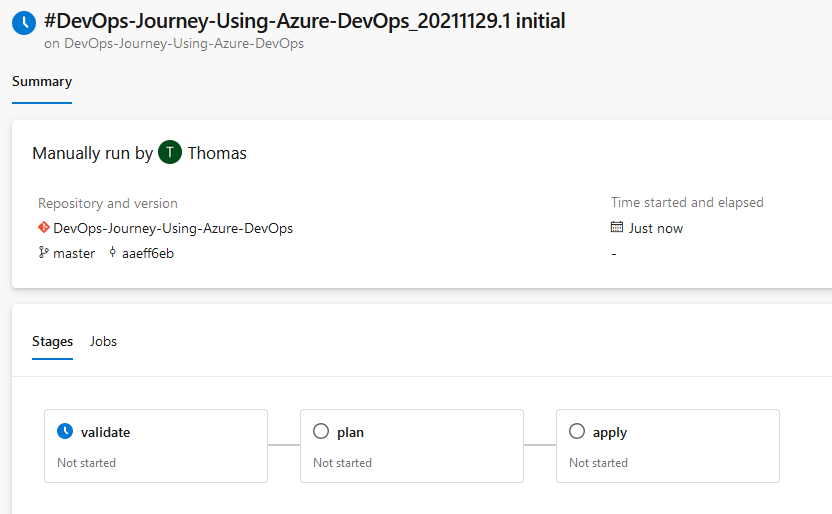 #DevOps-Journey-Using-Azure-DevOps_20211129.1 initial
on DevOps-Journey-Using-Azure-DevOps
Summary
Manually run by T Thomas
Repository and version
DevOps-Journey-Using-Azure-DevOps
master aaeff6eb
Time started and elapsed
Just now
-
Stages Jobs
validate
Not started
plan
Not started
apply
Not started